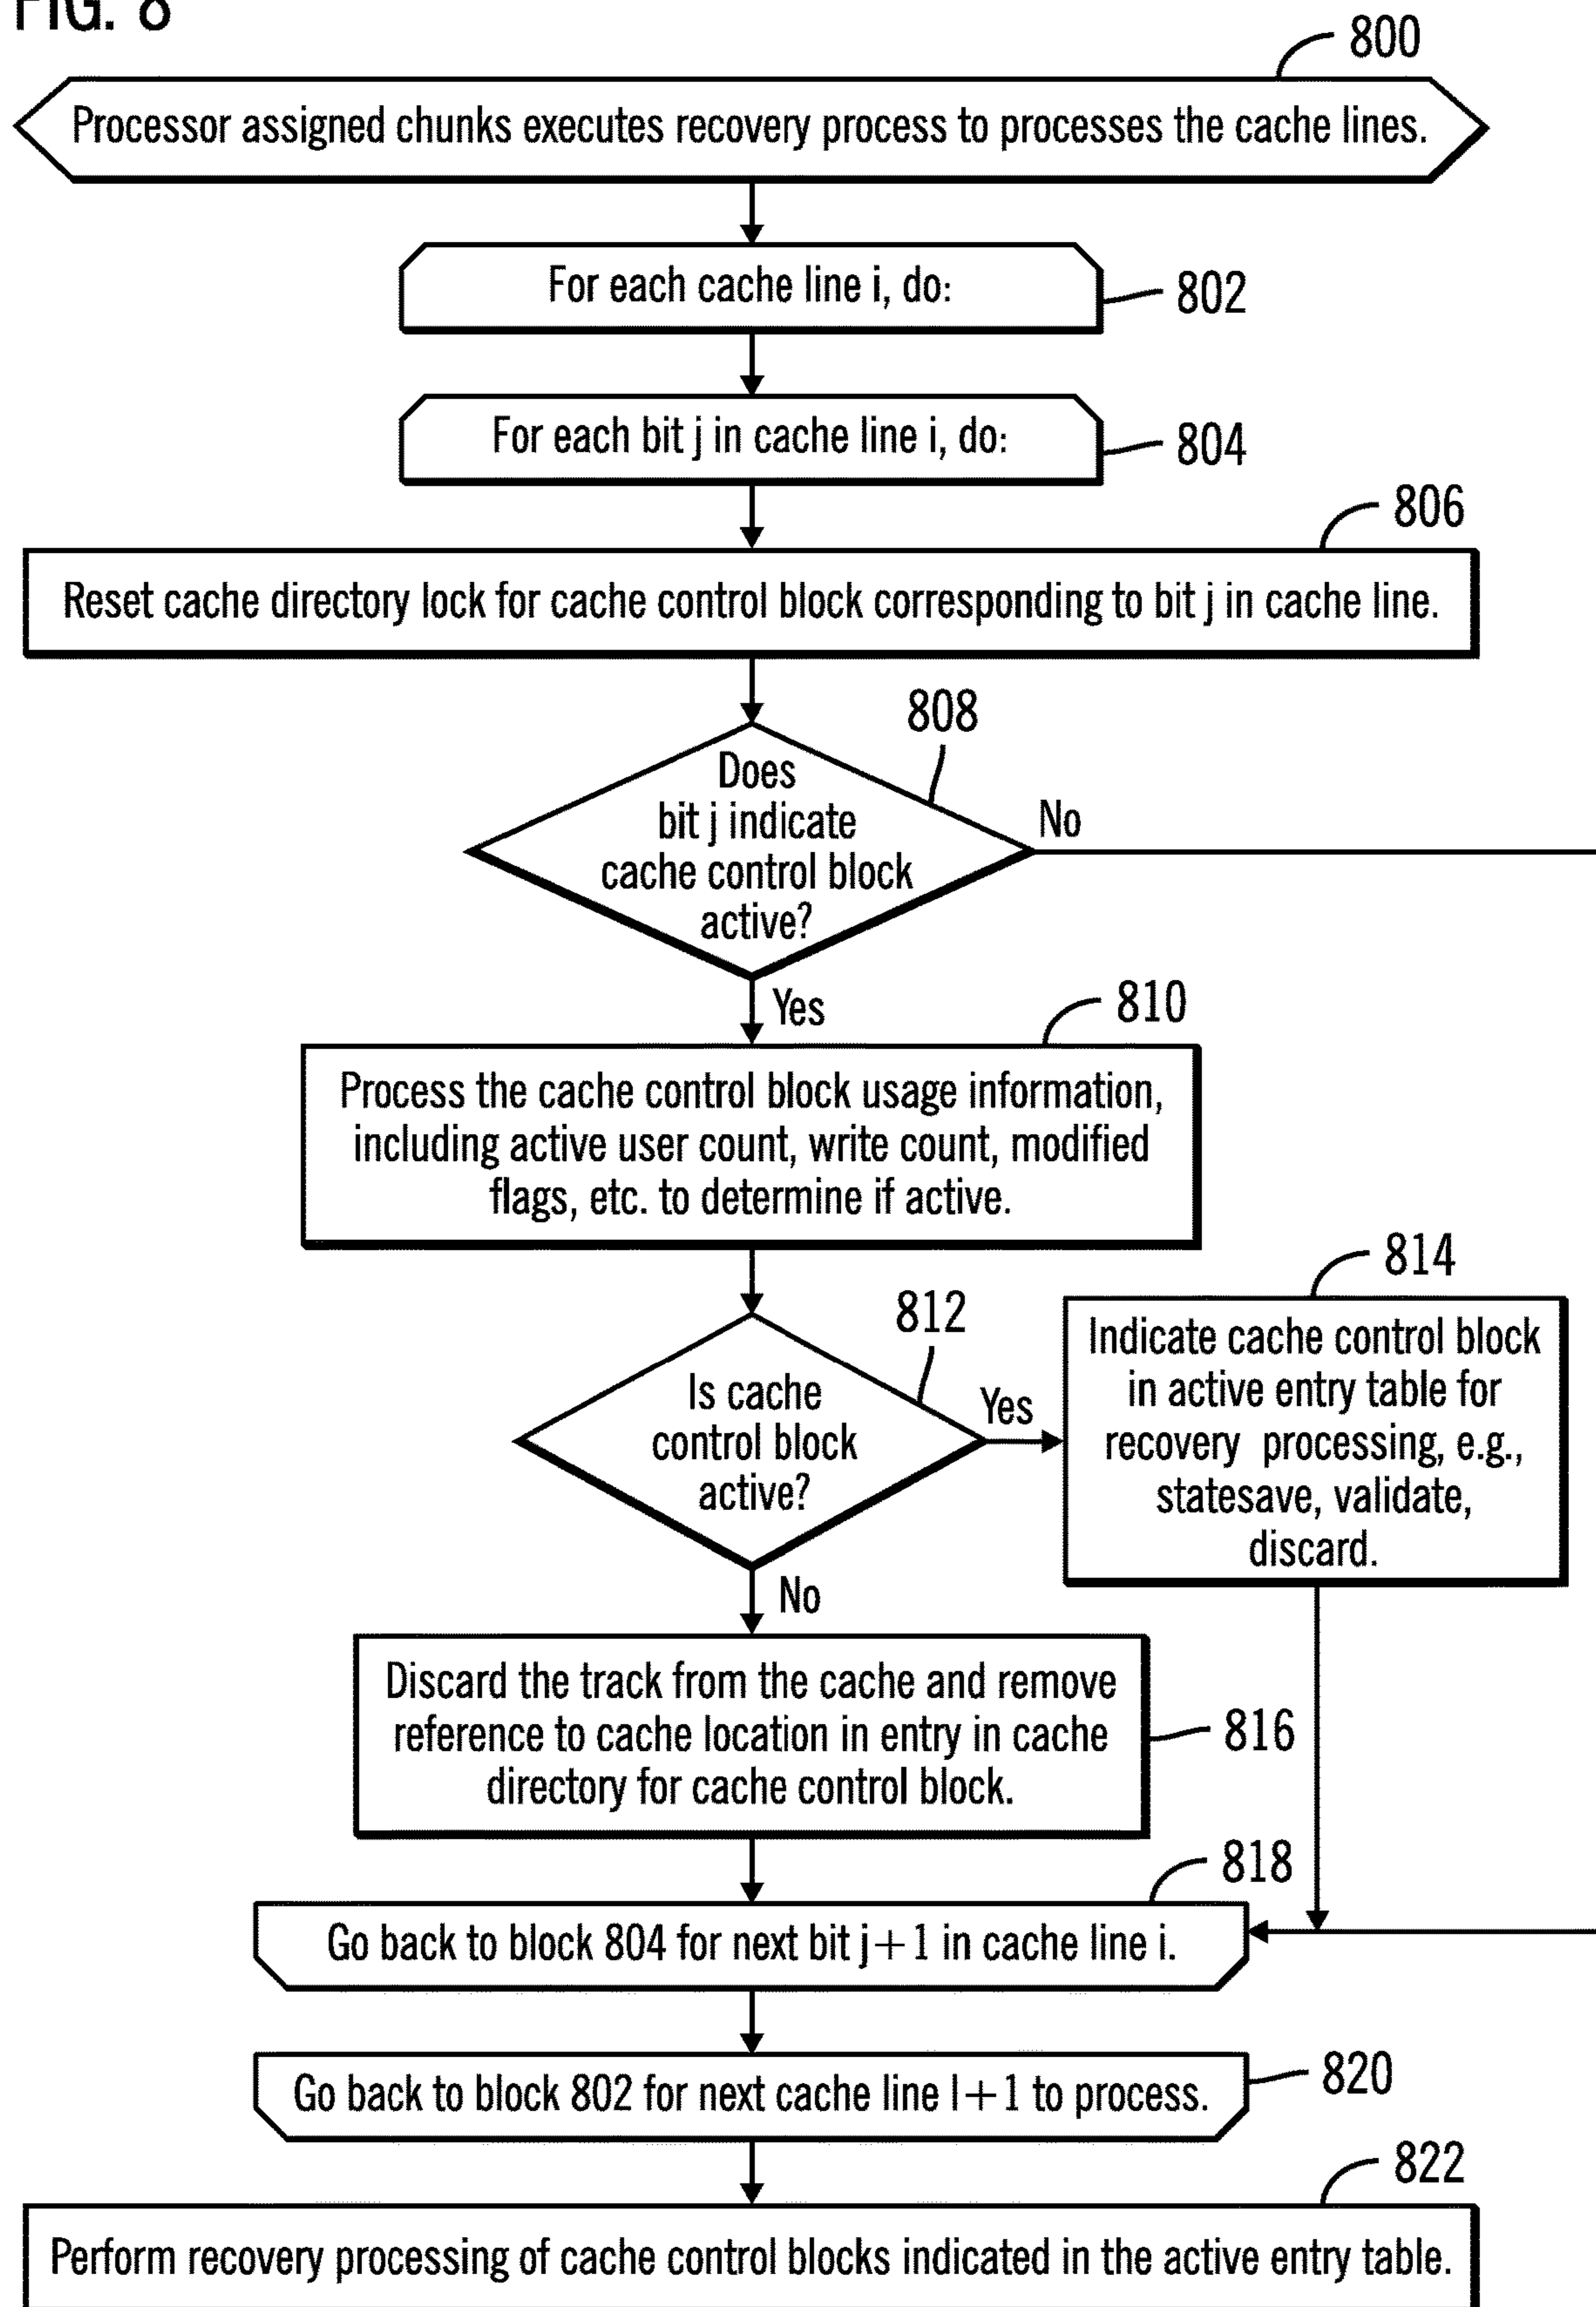 FIG. 8
800
Processor assigned chunks executes recovery process to processes the cache lines.
For each cache line i, do:
802
For each bit j in cache line i, do:
804
806
Reset cache directory lock for cache control block corresponding to bit j in cache line.
808
Does
bit j indicate
cache control block
active?
No
Yes
810
Process the cache control block usage information,
including active user count, write count, modified
flags, etc. to determine if active.
812
Is cache
control block
active?
Yes
814
Indicate cache control block
in active entry table for
recovery processing, e.g.,
statesave, validate,
discard.
No
Discard the track from the cache and remove
reference to cache location in entry in cache
directory for cache control block.
816
818
Go back to block 804 for next bit j+1 in cache line i.
Go back to block 802 for next cache line I+1 to process.
820
822
Perform recovery processing of cache control blocks indicated in the active entry table.